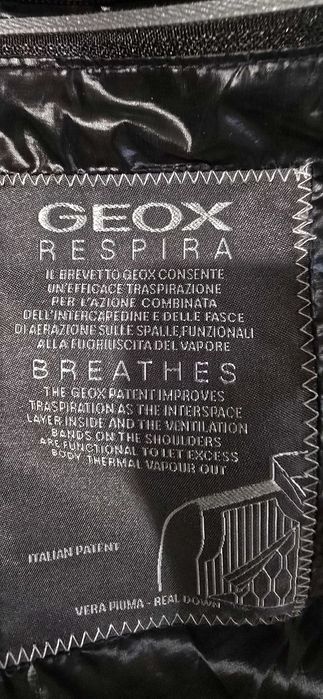 GEOX
RESPIRA
IL BREVETTO GEOX CONSENTE
UN'EFFICACE TRASPIRAZIONE
PER L'AZIONE COMBINATA
DELL'INTERCAPEDINE E DELLE FASCE
DI AERAZIONE SULLE SPALLE, FUNZIONALI
ALLA FUORIUSCITA DEL VAPORE
BREATHES
THE GEOX PATENT IMPROVES
TRASPIRATION AS THE INTERSPACE
LAYER INSIDE AND THE VENTILATION
BANDS ON THE SHOULDERS
ARE FUNCTIONAL TO LET EXCESS
BODY THERMAL VAPOUR OUT
ITALIAN PATENT
VERA PIUMA - REAL DOWN